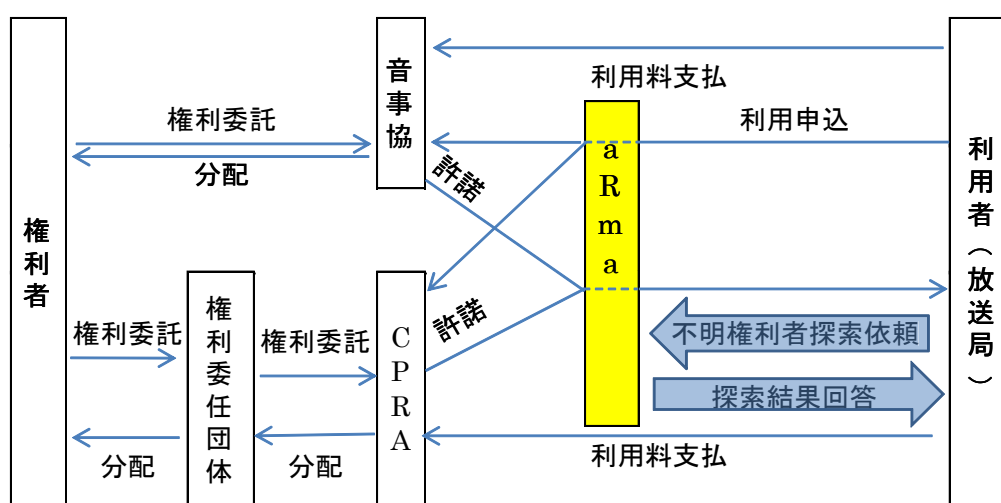 権利者
権利委託
分配
音事協
利用料支払
利用申込
aRma
許諾
許諾
利用者（放送局）
権利委託
権利委任団体
権利委託
CPRA
不明権利者探索依頼
探索結果回答
分配
分配
利用料支払